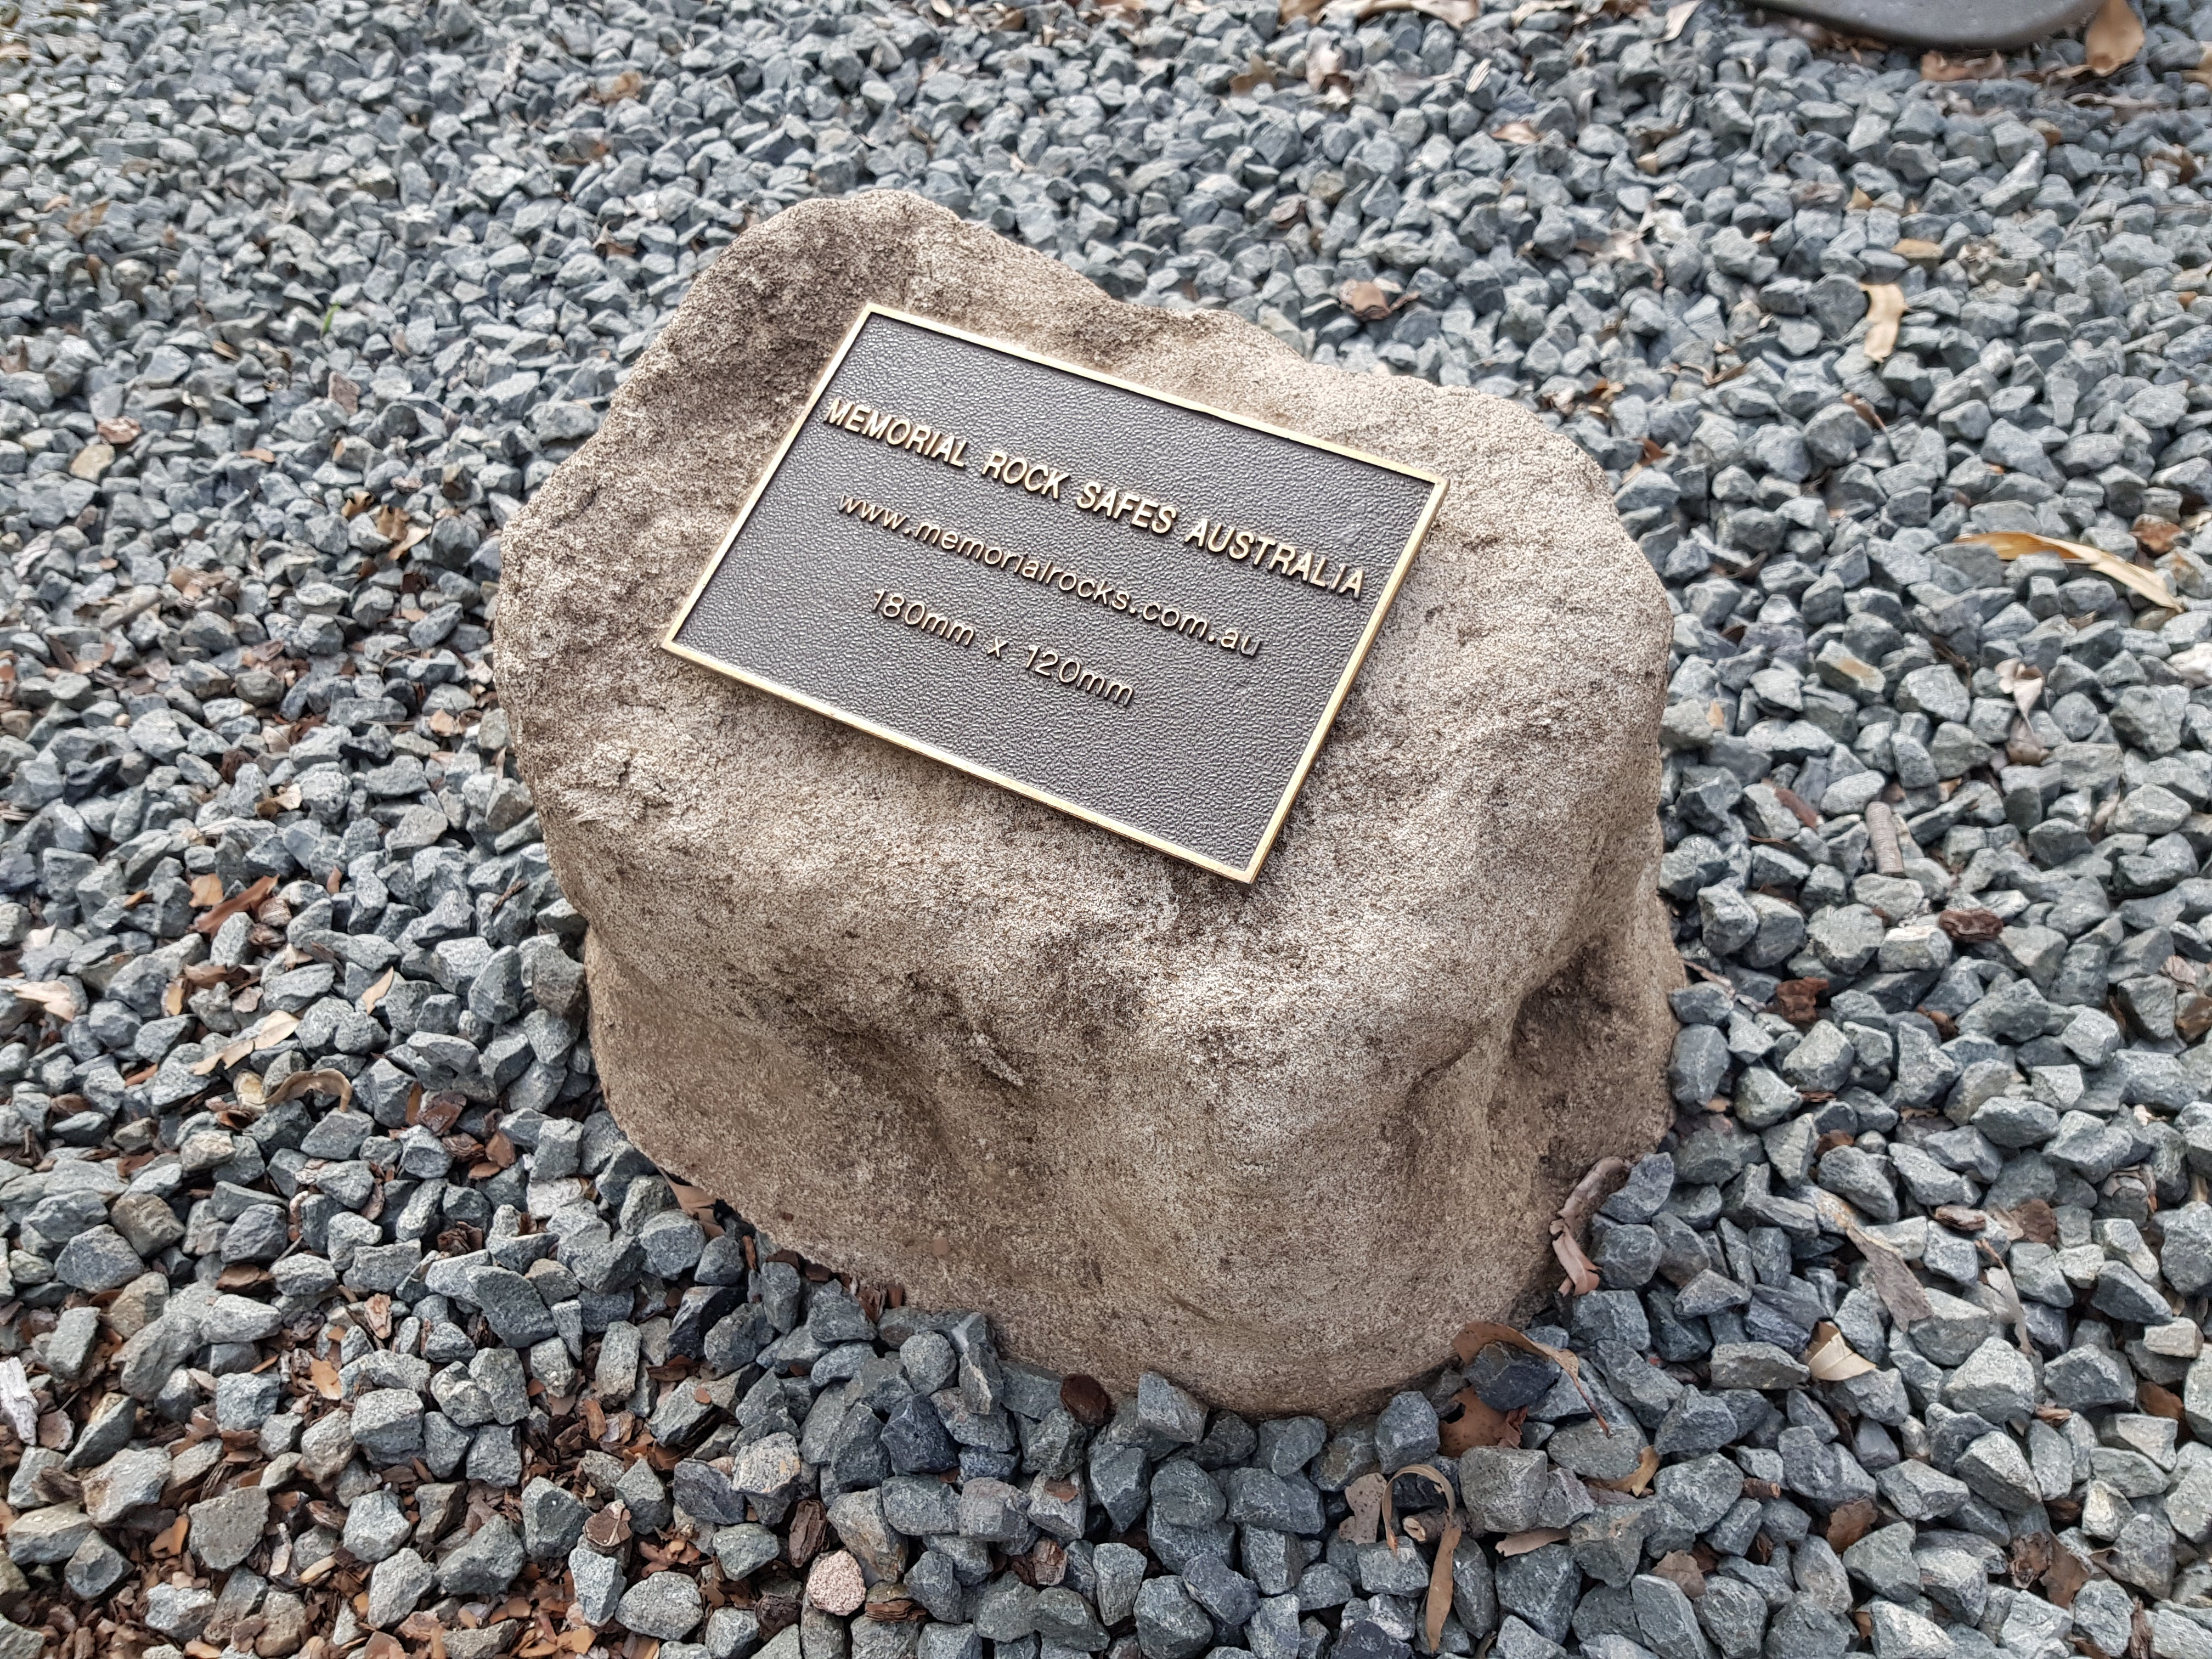 MEMORIAL ROCK SAFES AUSTRALIA
www.memorialrocks.com.au
180mm x 120mm